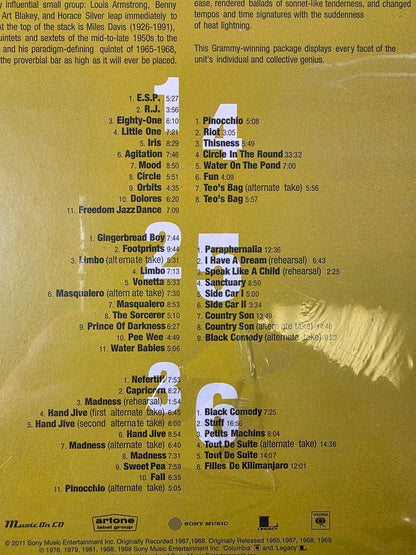 y influential small group: Louis Armstrong, Benny
Art Blakey, and Horace Silver leap immediately to
At the top of the stack is Miles Davis (1926-1991),
uintets and sextets of the mid-to-late 1950s to the
and his paradigm-defining quintet of 1965-1968,
the proverbial bar as high as it will ever be placed.
ease, rendered ballads of sonnet-like tenderness, and changed
tempos and time signatures with the suddenness
of heat lightning.
This Grammy-winning package displays every facet of the
unit's individual and collective genius.
1
1. E.S.P. 5:27
2. R.J. 3:56
3. Eighty-One 6:10
4. Little One 7:21
5. Iris 8:29
6. Agitation 7:46
7. Mood 8:50
8. Circle 5:51
9. Orbits 4:35
10. Dolores 6:20
11. Freedom Jazz Dance 7:09
4
1. Pinocchio 5:08
2. Riot 3:05
3. Thisness 5:49
4. Circle In The Round 33:32
5. Water On The Pond 7:00
6. Fun 4:09
7. Teo's Bag (alternate take) 5:56
8. Teo's Bag 5:57
2
1. Gingerbread Boy 7:44
2. Footprints 9:44
3. Limbo (alternate take) 5:31
4. Limbo 7:13
5. Vonetta 5:33
6. Masqualero (alternate take) 7:30
7. Masqualero 8:53
8. The Sorcerer 5:10
9. Prince Of Darkness 6:27
10. Pee Wee 4:49
11. Water Babies 5:06
5
1. Paraphernalia 12:36
2. I Have A Dream (rehearsal) 6:43
3. Speak Like A Child (rehearsal) 2:25
4. Sanctuary 8:50
5. Side Car I 5:00
6. Side Car II 3:34
7. Country Son 13:49
8. Country Son (alternate take) 14:46
9. Black Comedy (alternate take) 6:23
3
1. Nefertiti 7:53
2. Capricorn 8:27
3. Madness (rehearsal) 1:54
4. Hand Jive (first alternate take) 6:45
5. Hand Jive (second alternate take) 8:00
6. Hand Jive 8:54
7. Madness (alternate take) 6:40
8. Madness 7:31
9. Sweet Pea 7:59
10. Fall 6:35
11. Pinocchio (alternate take) 5:05
6
1. Black Comedy 7:25
2. Stuff 16:56
3. Petits Machins 8:04
4. Tout De Suite (alternate take) 14:36
5. Tout De Suite 14:07
6. Filles De Kilimanjaro 12:01
Music On CD
artone
label group
SONY MUSIC
LEGACY
COLUMBIA
© 2011 Sony Music Entertainment Inc. Originally Recorded 1967,1968. Originally Released 1965,1967, 1968, 1969
℗ 1976, 1979, 1981, 1988, 1998 Sony Music Entertainment Inc. "Columbia" and "Legacy"